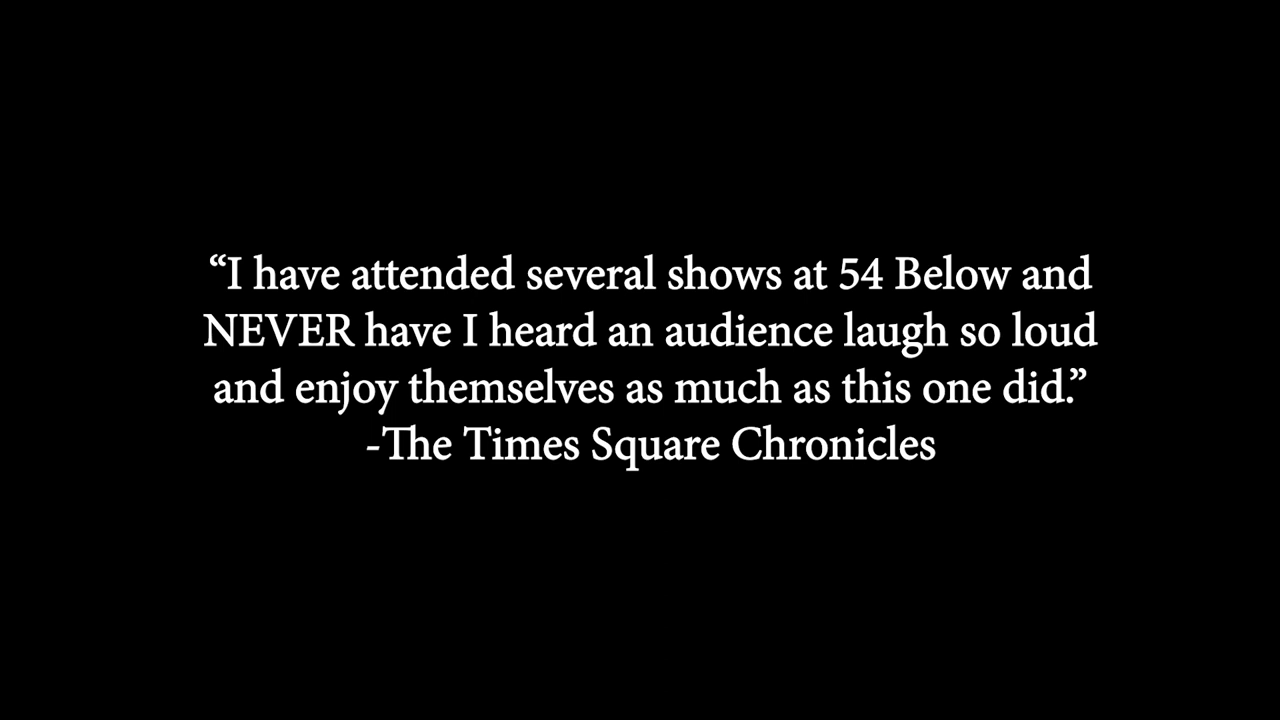 “I have attended several shows at 54 Below and
NEVER have I heard an audience laugh so loud
and enjoy themselves as much as this one did.”
-The Times Square Chronicles